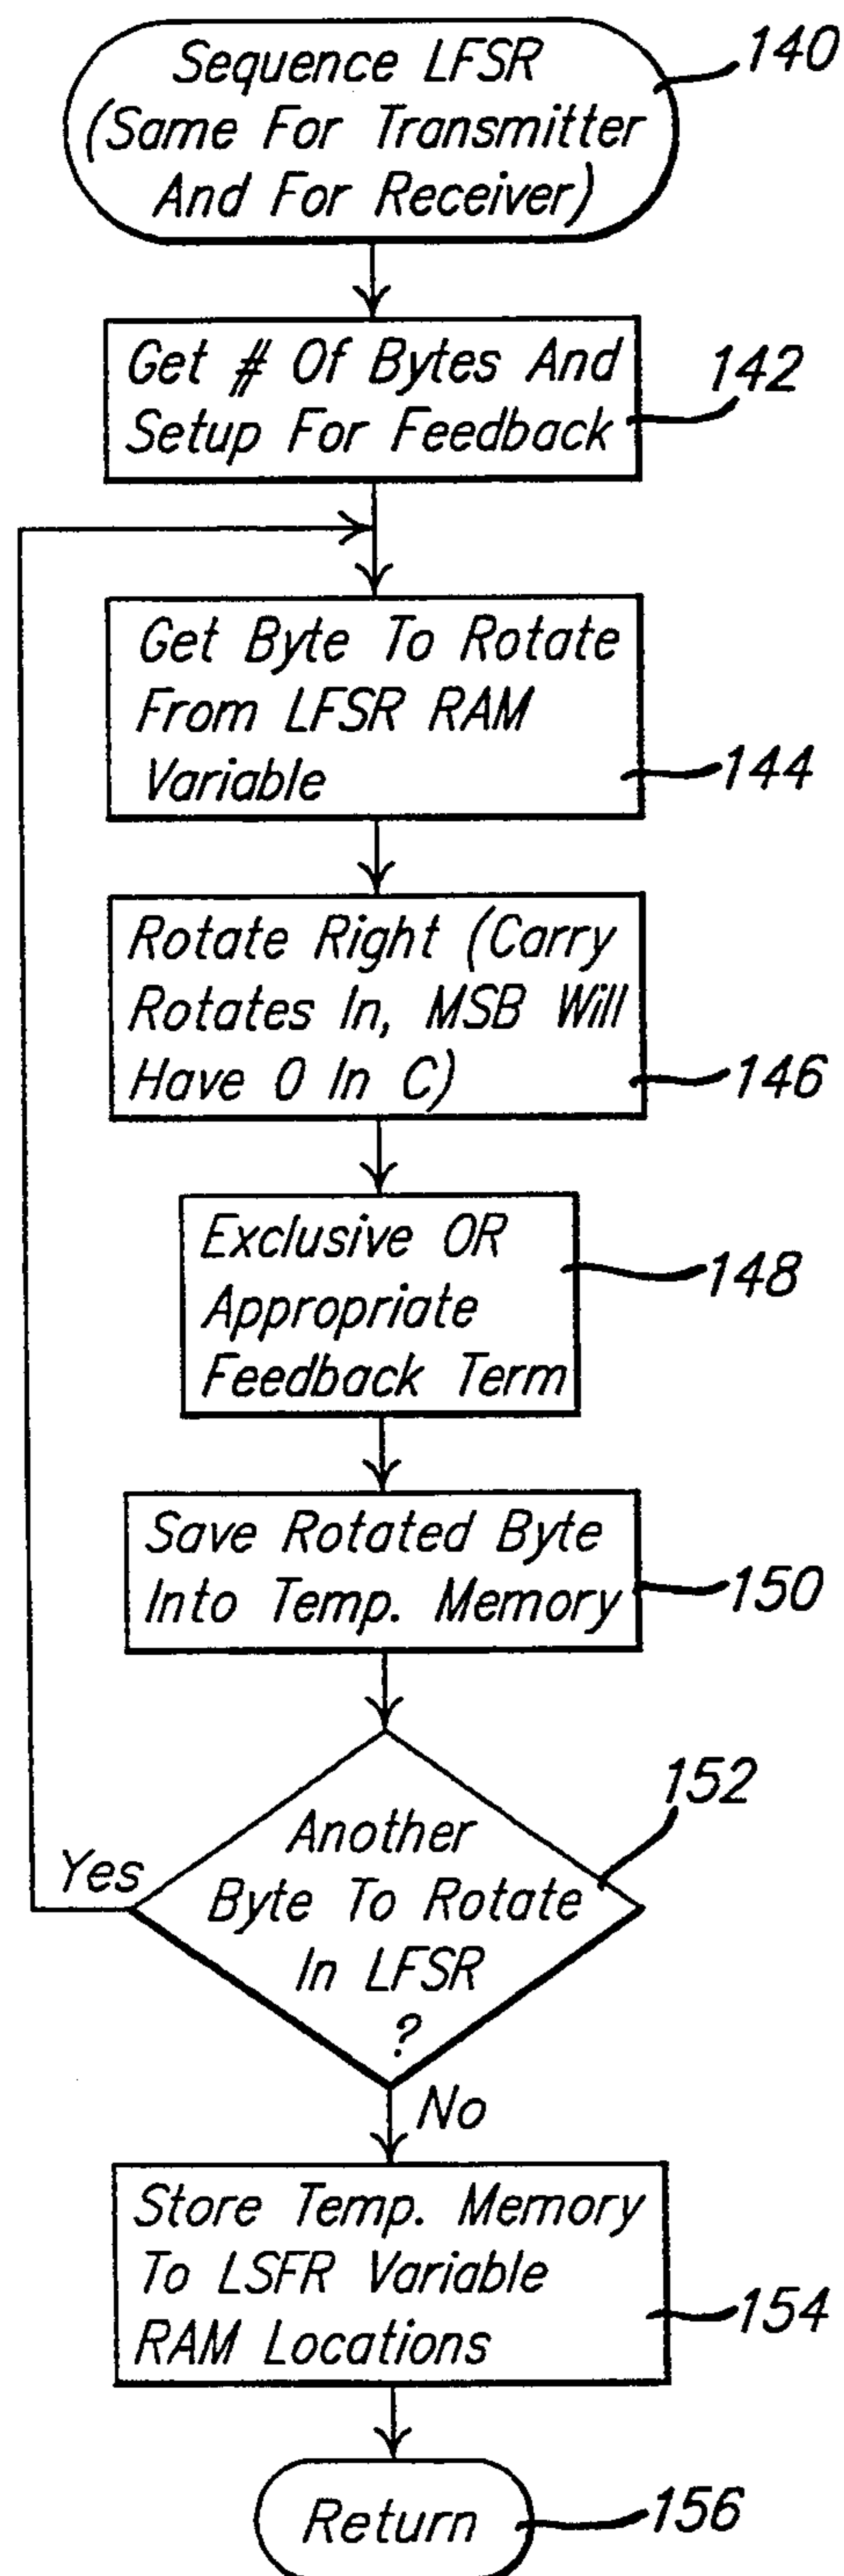 Sequence LFSR
(Same For Transmitter
And For Receiver)
140
Get # Of Bytes And
Setup For Feedback
142
Get Byte To Rotate
From LFSR RAM
Variable
144
Rotate Right (Carry
Rotates In, MSB Will
Have 0 In C)
146
Exclusive OR
Appropriate
Feedback Term
148
Save Rotated Byte
Into Temp. Memory
150
152
Another
Byte To Rotate
In LFSR
?
Yes
No
Store Temp. Memory
To LSFR Variable
RAM Locations
154
Return
156